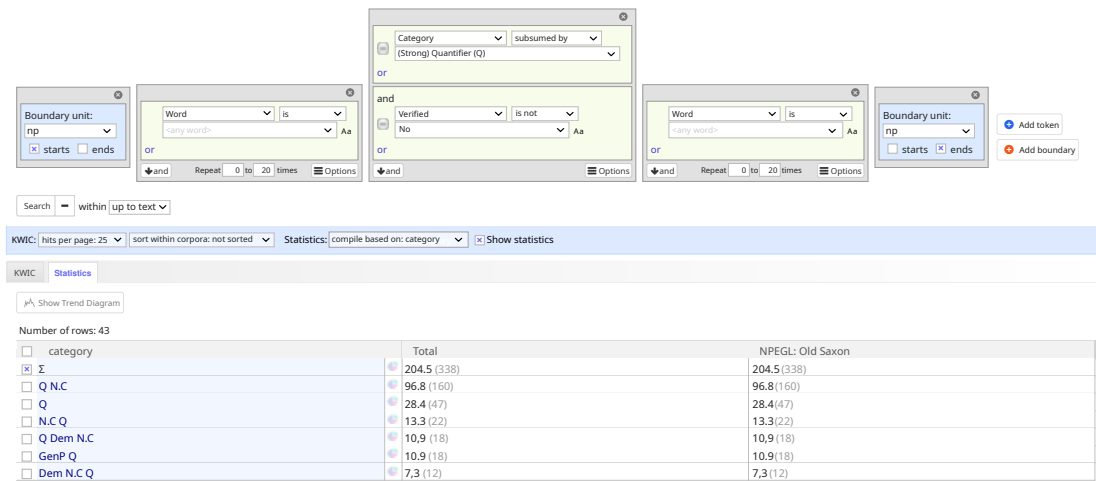 Category subsumed by
(Strong) Quantifier (Q)
or
and
Verified is not
No Aa
or
and Options
Boundary unit:
np
starts ends
Word is
<any word> Aa
or
and Repeat 0 to 20 times Options
Word is
<any word> Aa
or
and Repeat 0 to 20 times Options
Boundary unit:
np
starts ends
Add token
Add boundary
Search within up to text
KWIC: hits per page: 25 sort within corpora: not sorted Statistics: compile based on: category Show statistics
KWIC Statistics
Show Trend Diagram
Number of rows: 43
category Total NPEGL: Old Saxon
Σ 204.5 (338) 204.5 (338)
Q N.C 96.8 (160) 96.8(160)
Q 28.4 (47) 28.4(47)
N.C Q 13.3 (22) 13.3(22)
Q Dem N.C 10,9 (18) 10,9 (18)
GenP Q 10.9 (18) 10.9(18)
Dem N.C Q 7,3 (12) 7,3 (12)